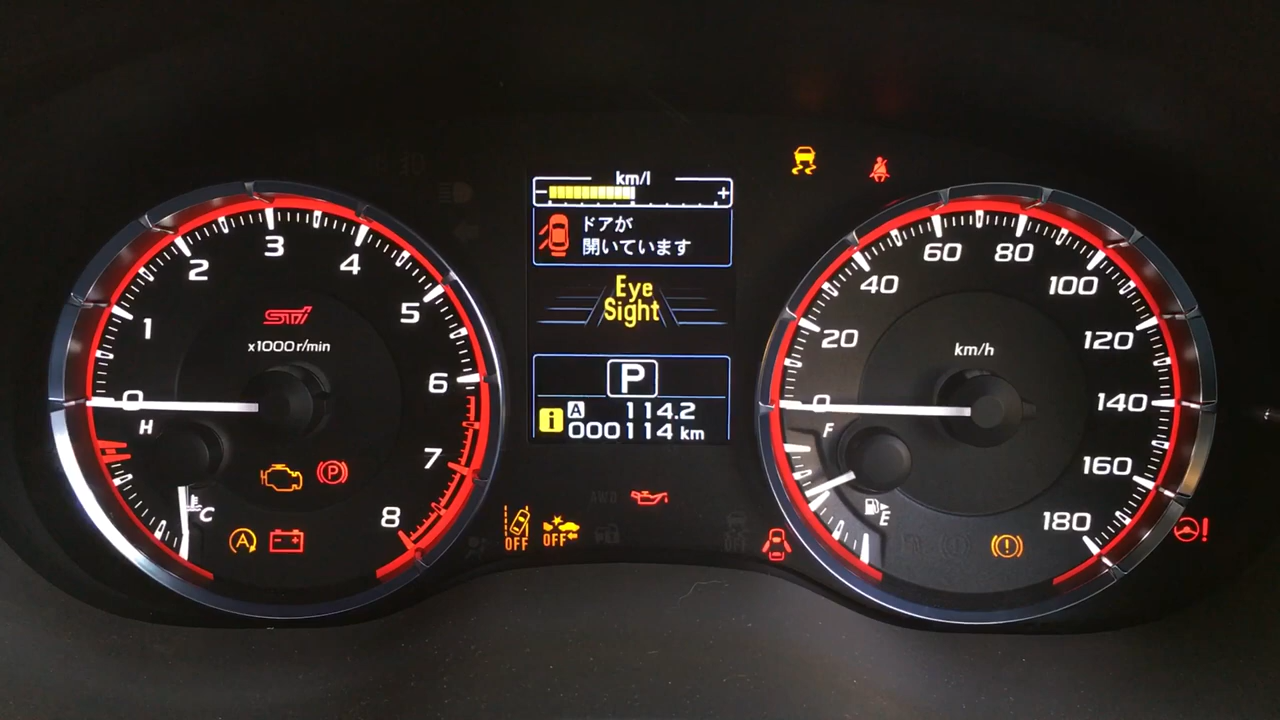 km/l
- +
ドアが
開いています
Eye
Sight
P
i A 114.2
000114 km
0 1 2 3 4 5 6 7 8
STI
x1000r/min
H
C
P
A
OFF
OFF
AWD
0 20 40 60 80 100 120 140 160 180
km/h
F
E
!
!